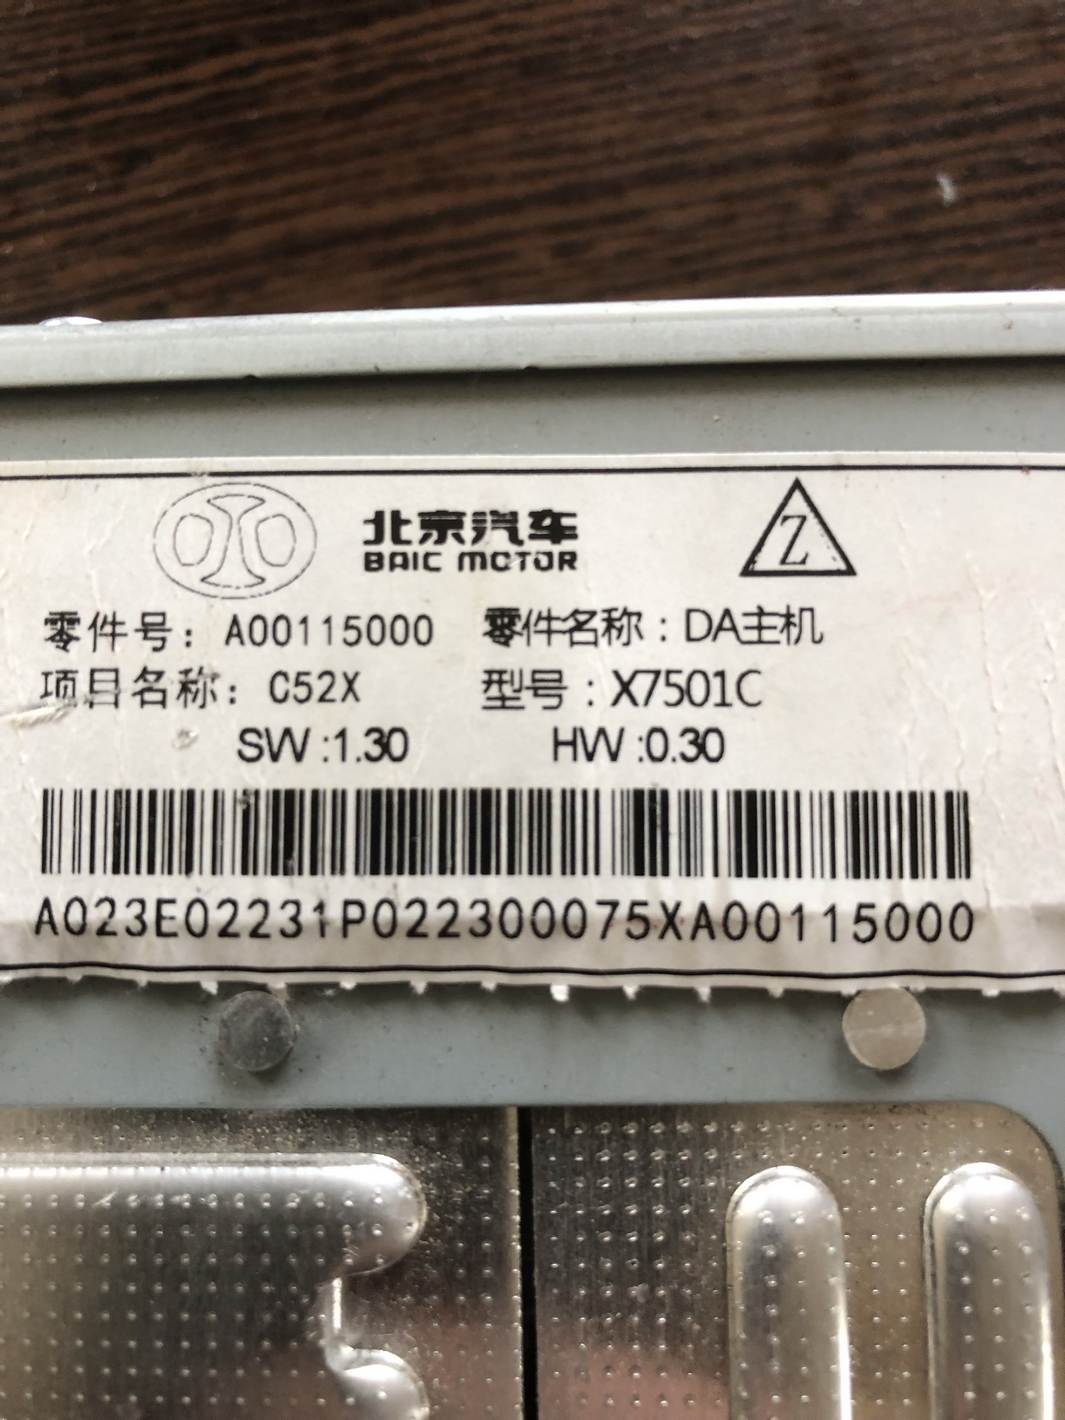 北京汽车
BAIC MOTOR
Z
零件号：A00115000 零件名称：DA主机
项目名称：C52X 型号：X7501C
SW :1.30 HW :0.30
A023E02231P022300075XA00115000